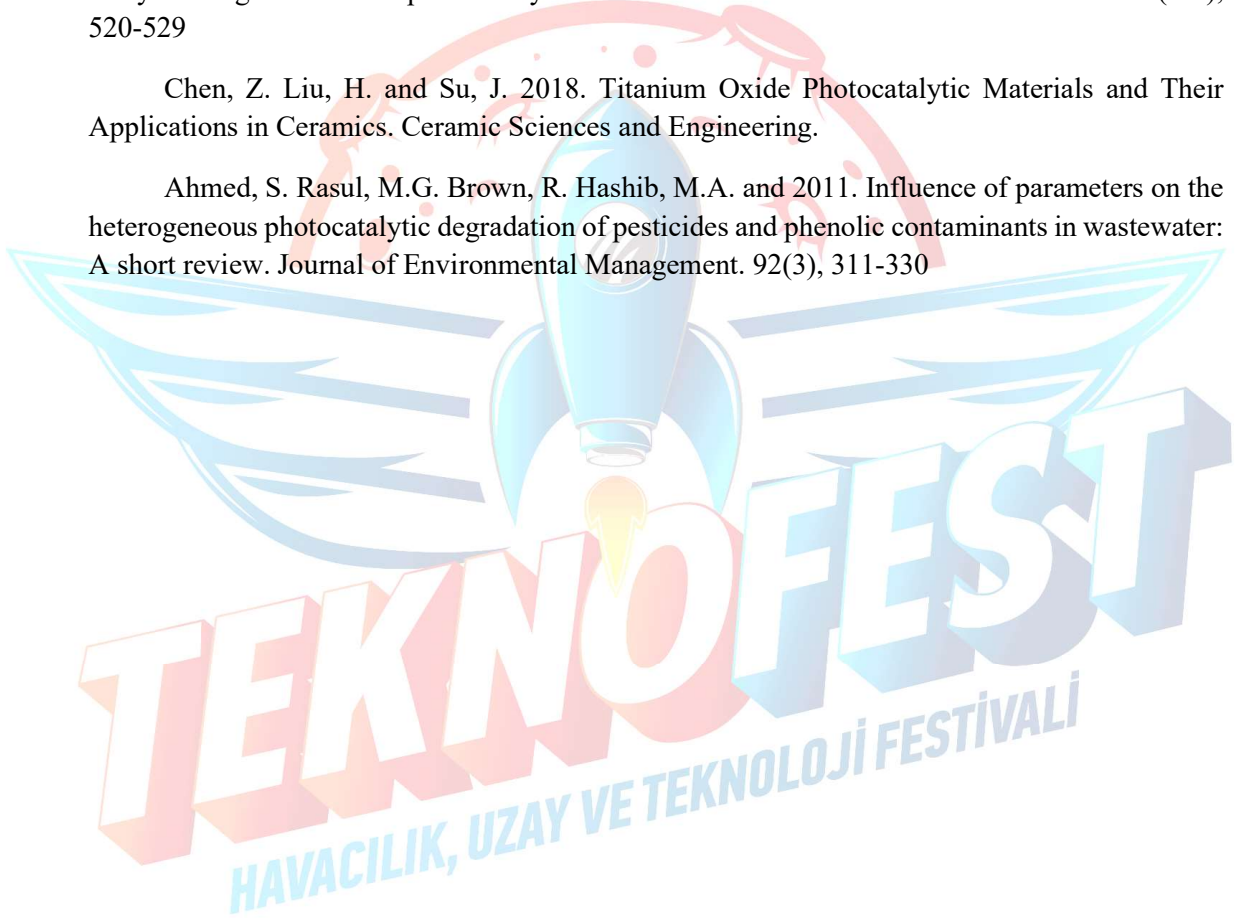 520-529
Chen, Z. Liu, H. and Su, J. 2018. Titanium Oxide Photocatalytic Materials and Their
Applications in Ceramics. Ceramic Sciences and Engineering.
Ahmed, S. Rasul, M.G. Brown, R. Hashib, M.A. and 2011. Influence of parameters on the
heterogeneous photocatalytic degradation of pesticides and phenolic contaminants in wastewater:
A short review. Journal of Environmental Management. 92(3), 311-330
TEKNOFEST
HAVACILIK, UZAY VE TEKNOLOJİ FESTİVALİ